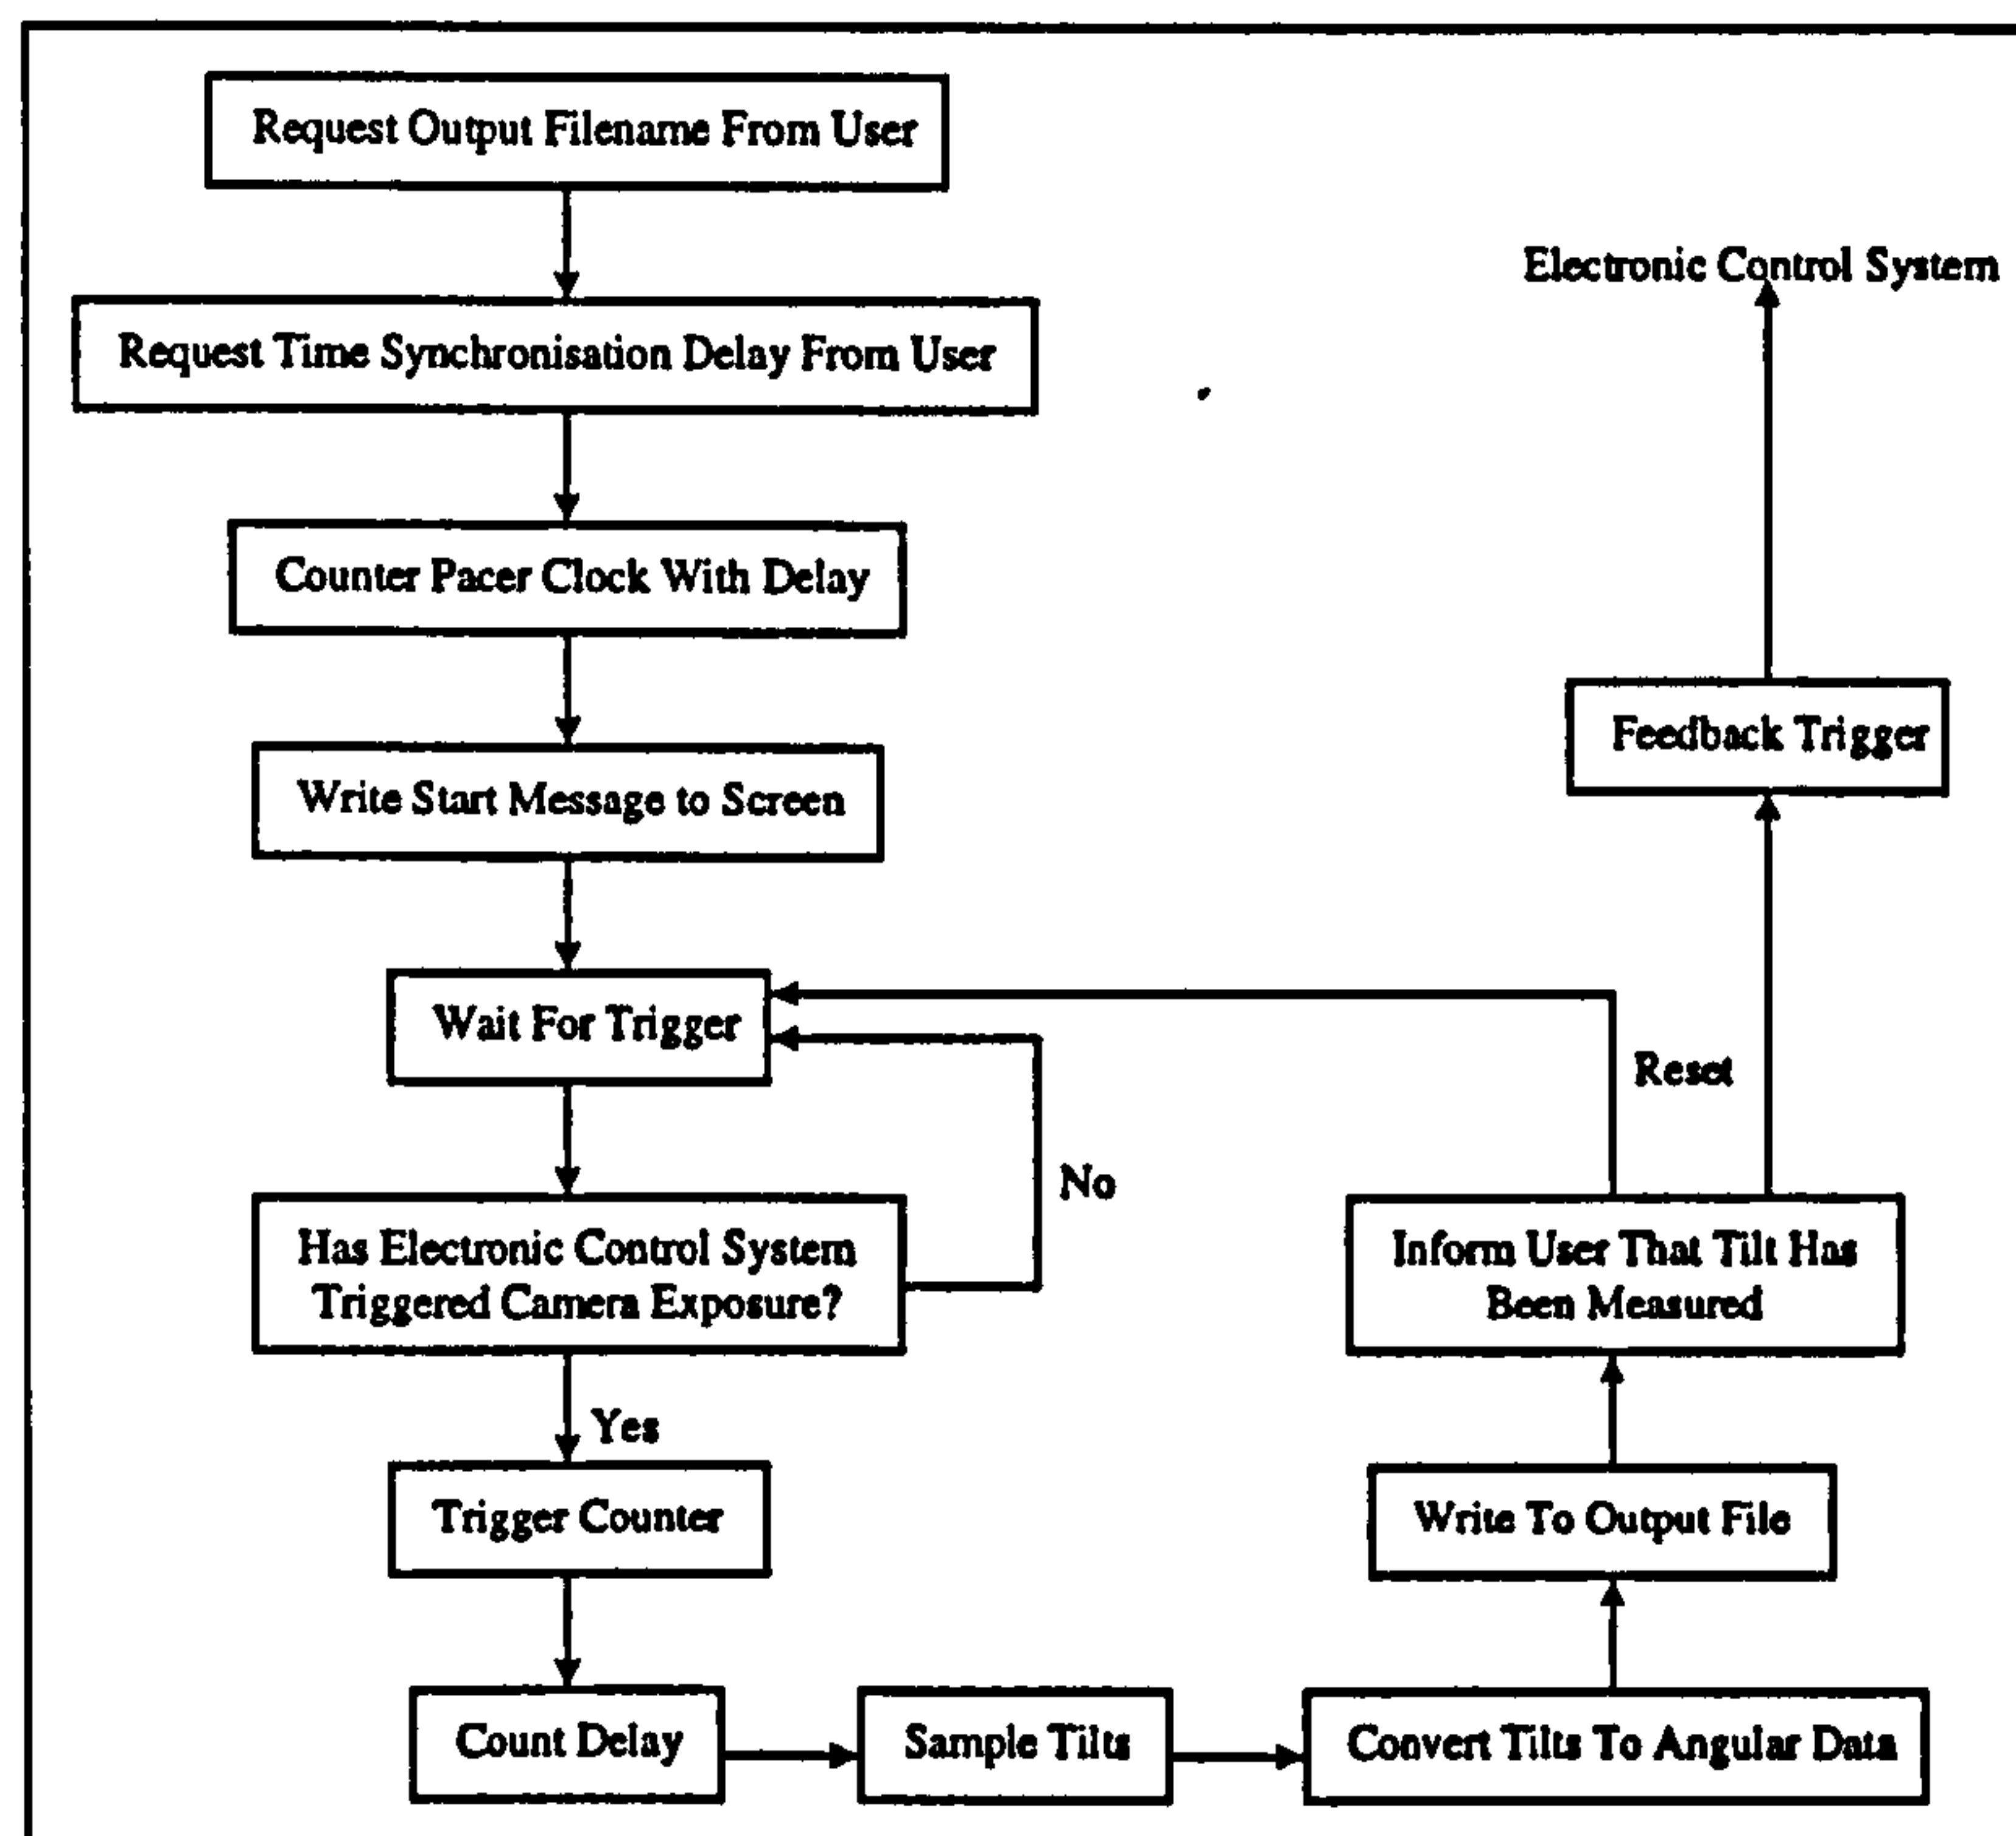 Request Output Filename From User
Request Time Synchronisation Delay From User
Counter Pacer Clock With Delay
Write Start Message to Screen
Wait For Trigger
Has Electronic Control System
Triggered Camera Exposure?
No
Yes
Trigger Counter
Count Delay
Sample Tilts
Convert Tilts To Angular Data
Write To Output File
Inform User That Tilt Has
Been Measured
Reset
Feedback Trigger
Electronic Control System